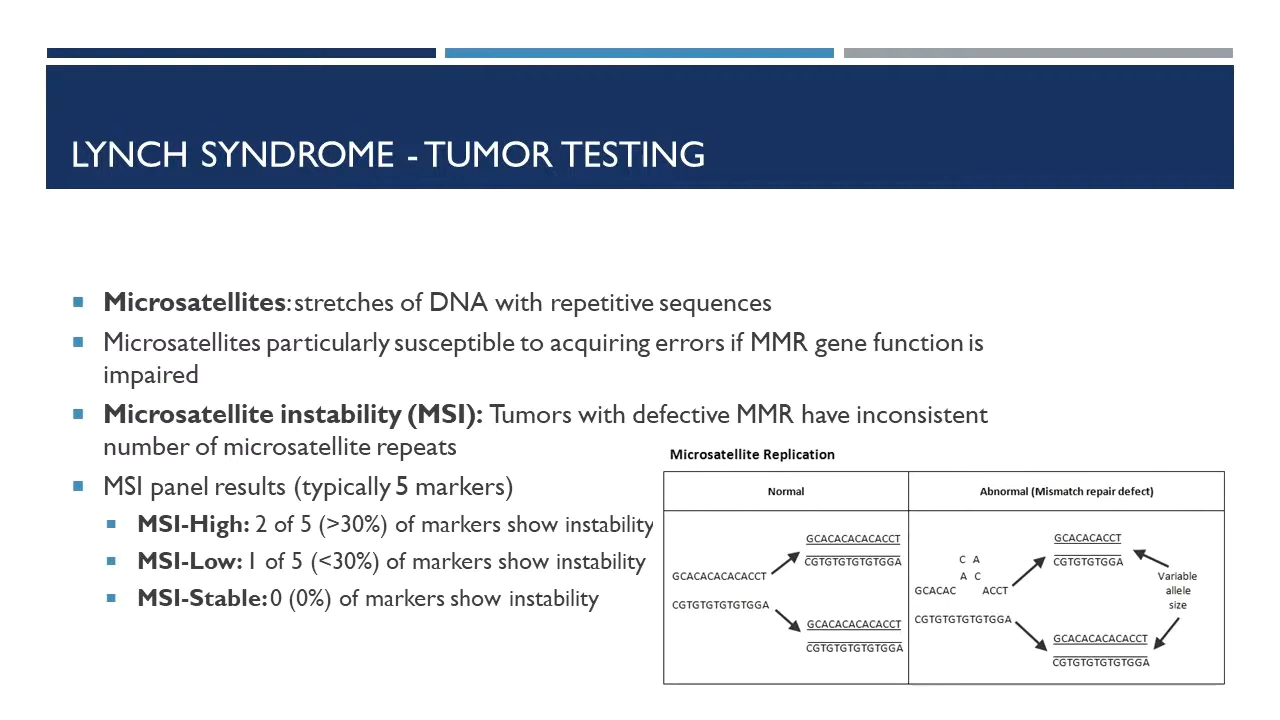 LYNCH SYNDROME - TUMOR TESTING
Microsatellites: stretches of DNA with repetitive sequences
Microsatellites particularly susceptible to acquiring errors if MMR gene function is
impaired
Microsatellite instability (MSI): Tumors with defective MMR have inconsistent
number of microsatellite repeats
MSI panel results (typically 5 markers)
MSI-High: 2 of 5 (>30%) of markers show instability
MSI-Low: 1 of 5 (<30%) of markers show instability
MSI-Stable: 0 (0%) of markers show instability
Microsatellite Replication
Normal
GCACACACACACCT
CGTGTGTGTGTGGA
GCACACACACACCT
CGTGTGTGTGTGGA
GCACACACACACCT
CGTGTGTGTGTGGA
Abnormal (Mismatch repair defect)
C A
A C
GCACAC ACCT
CGTGTGTGTGTGGA
GCACACACCT
CGTGTGTGGA
GCACACACACACCT
CGTGTGTGTGTGGA
Variable
allele
size